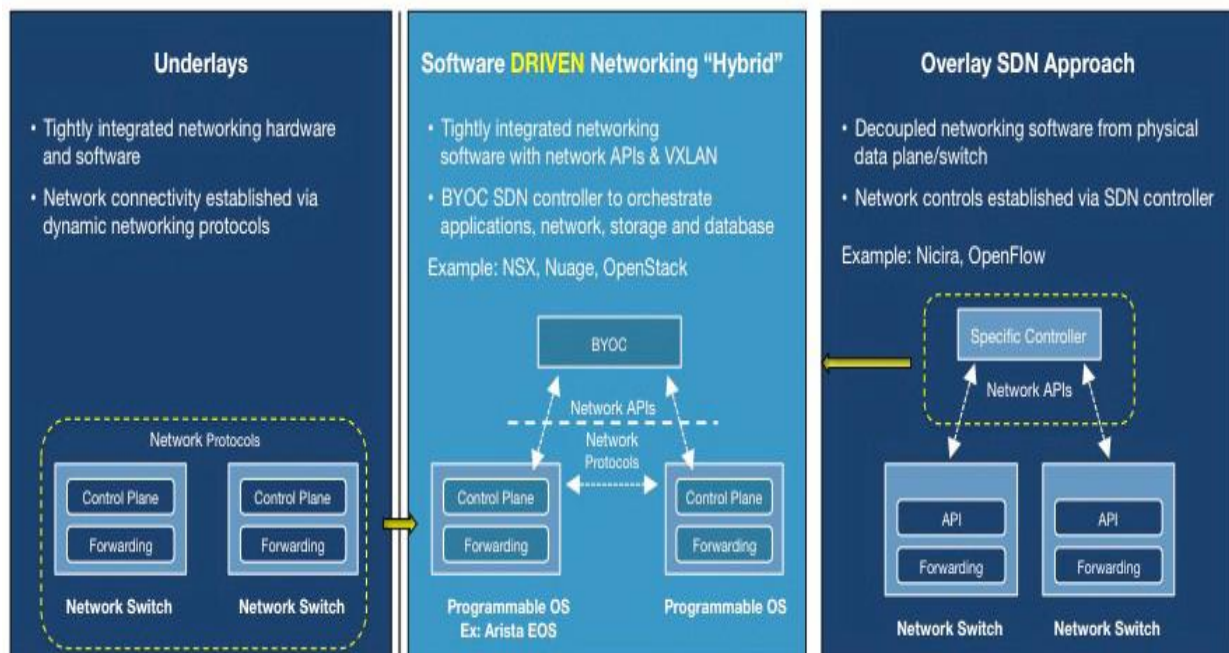 Underlays
• Tightly integrated networking hardware
and software
• Network connectivity established via
dynamic networking protocols
Network Protocols
Control Plane
Control Plane
Forwarding
Forwarding
Network Switch
Network Switch
Software DRIVEN Networking “Hybrid”
• Tightly integrated networking
software with network APIs & VXLAN
• BYOC SDN controller to orchestrate
applications, network, storage and database
Example: NSX, Nuage, OpenStack
BYOC
Network APIs
Network
Protocols
Control Plane
Control Plane
Forwarding
Forwarding
Programmable OS
Ex: Arista EOS
Programmable OS
Overlay SDN Approach
• Decoupled networking software from physical
data plane/switch
• Network controls established via SDN controller
Example: Nicira, OpenFlow
Specific Controller
Network APIs
API
API
Forwarding
Forwarding
Network Switch
Network Switch